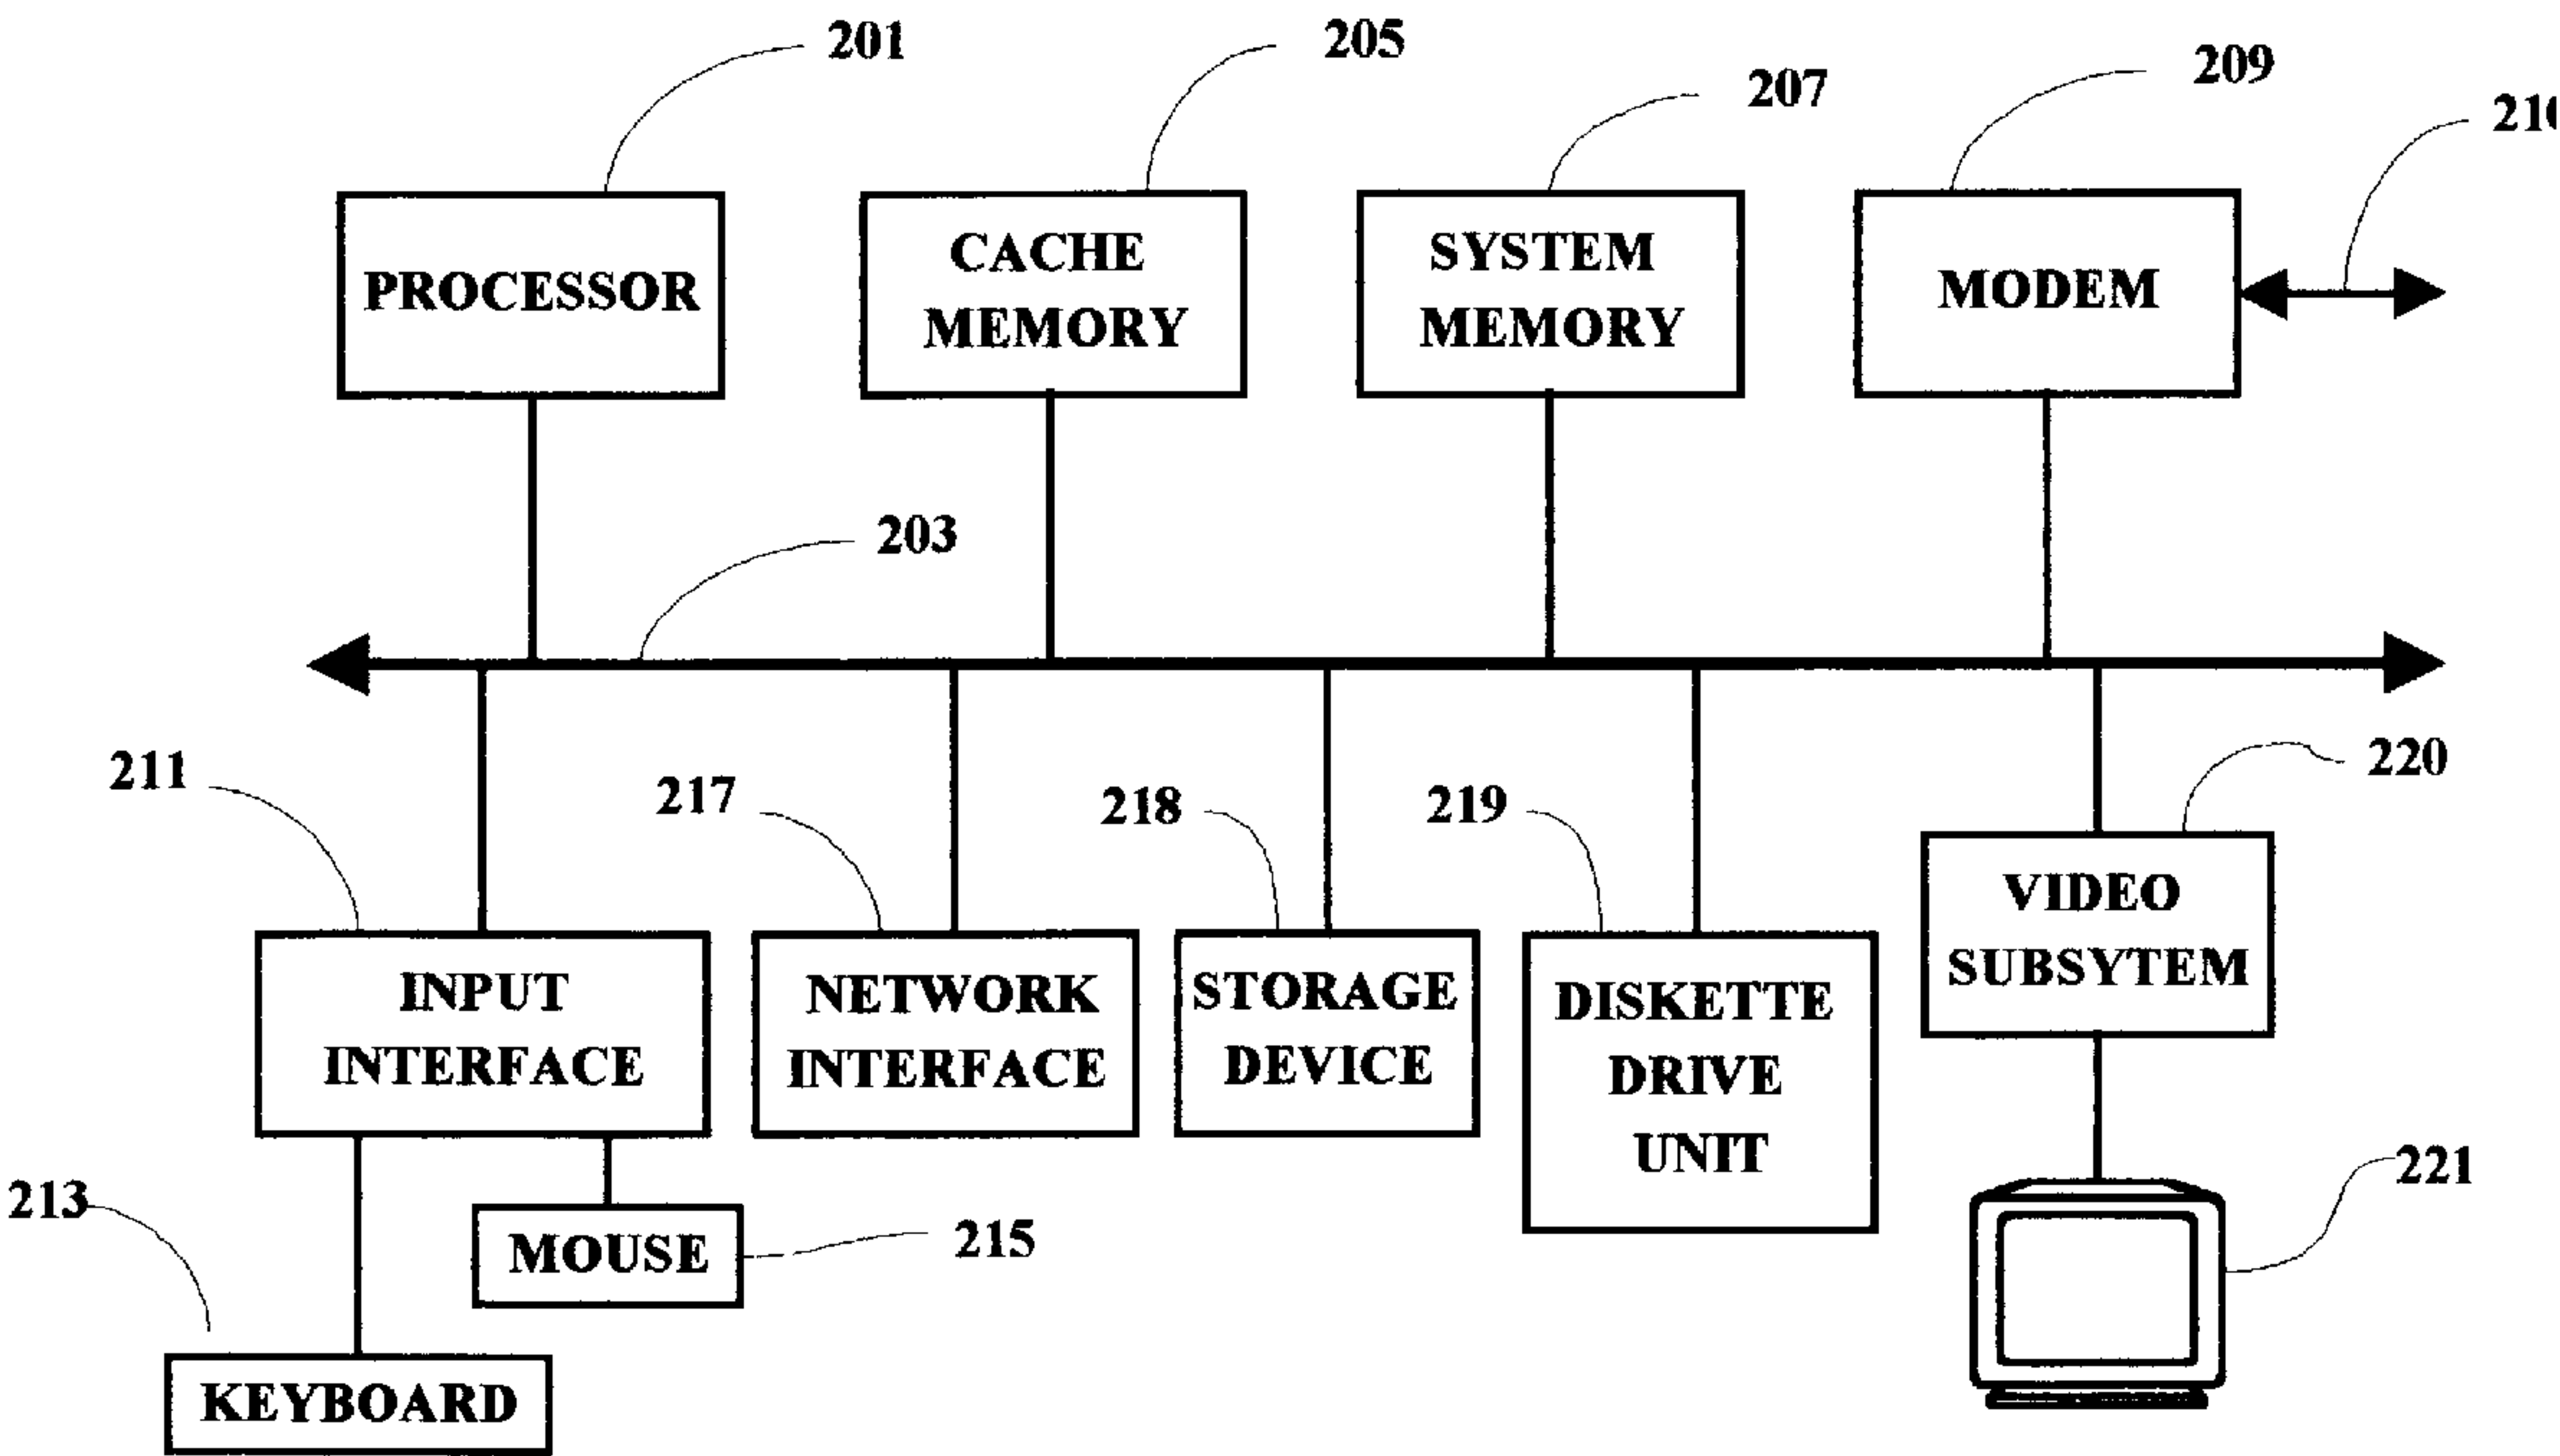 201
205
207
209
PROCESSOR
CACHE
MEMORY
SYSTEM
MEMORY
MODEM
203
211
217
218
219
220
INPUT
INTERFACE
NETWORK
INTERFACE
STORAGE
DEVICE
DISKETTE
DRIVE
UNIT
VIDEO
SUBSYTEM
213
MOUSE
215
221
KEYBOARD